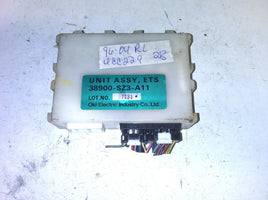 96-04 RL
UNIT ASSY, ETS
38900-SZ3-A11
LOT.NO.
Oki Electric Industry Co., Ltd.